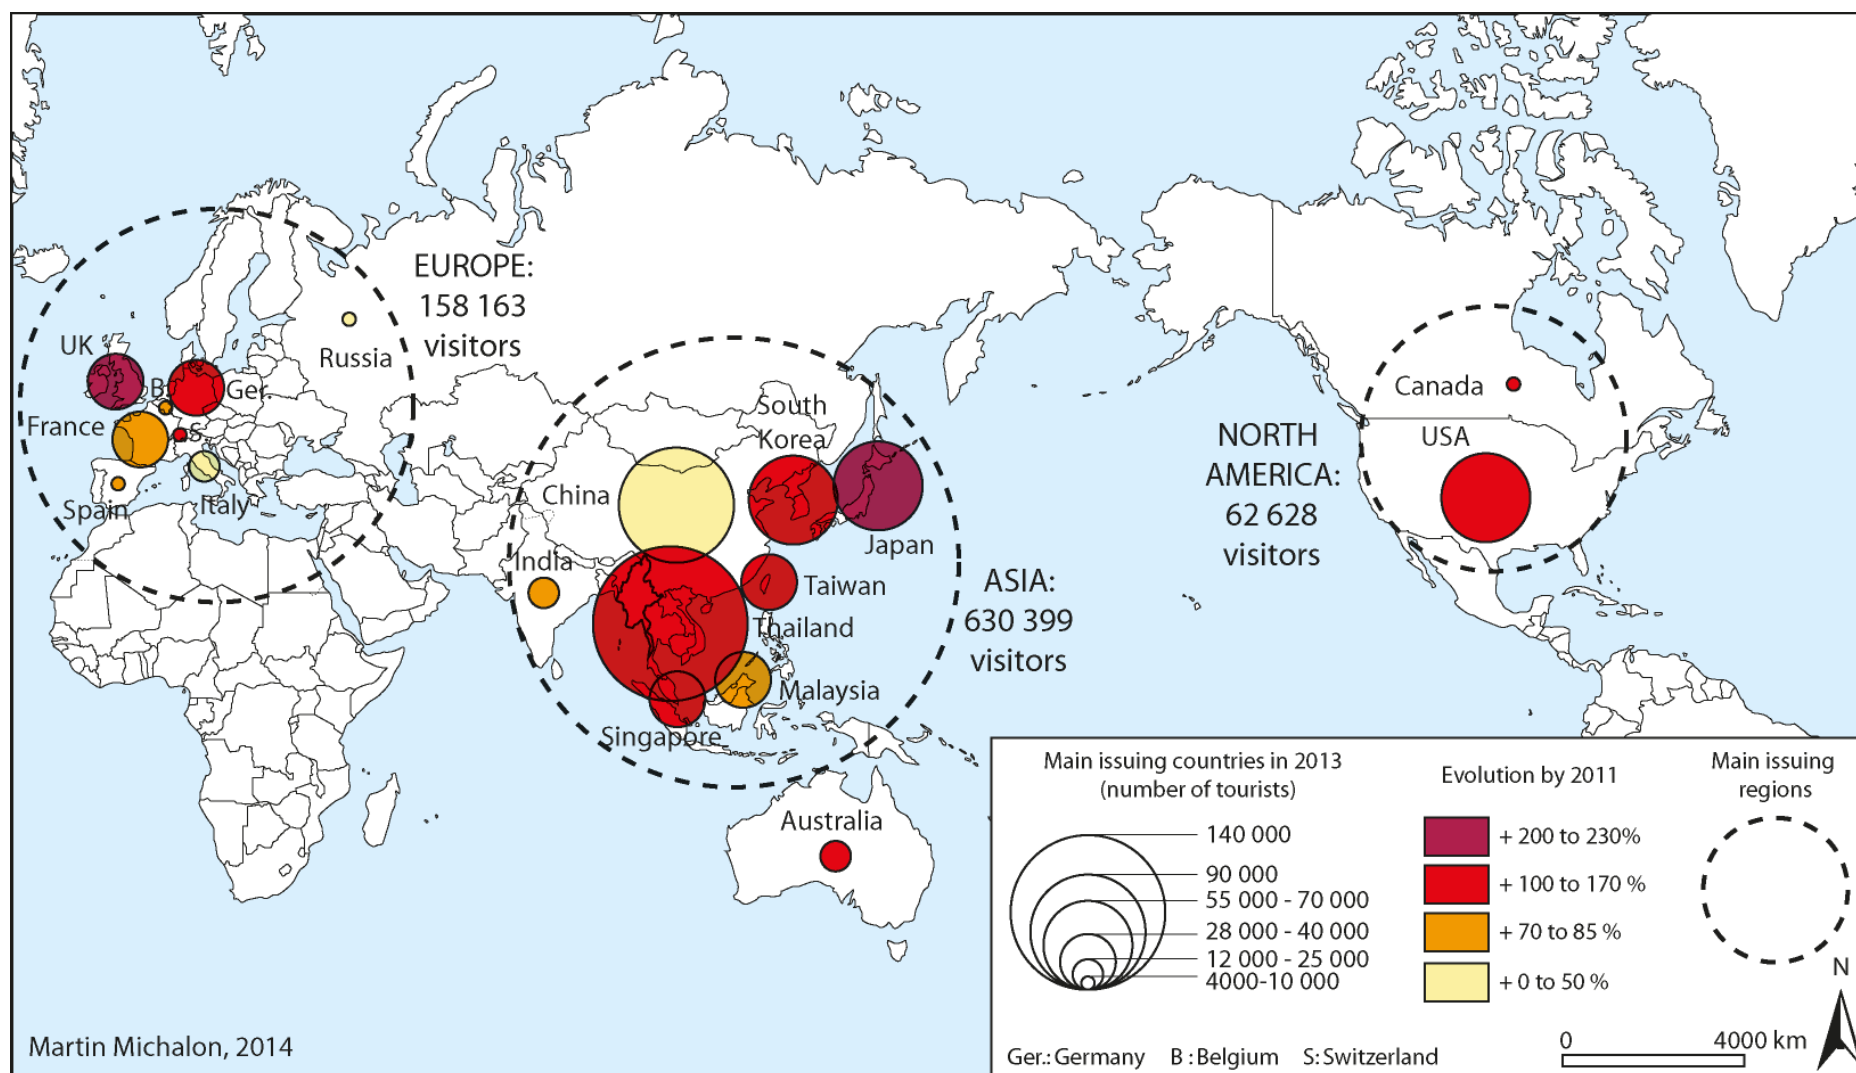 EUROPE:
158 163
visitors
UK
Russia
B.
Ger.
France
S.
Spain
Italy
South
Korea
China
Japan
India
Taiwan
Thailand
Malaysia
Singapore
ASIA:
630 399
visitors
Australia
Canada
USA
NORTH
AMERICA:
62 628
visitors
Main issuing countries in 2013
(number of tourists)
140 000
90 000
55 000 - 70 000
28 000 - 40 000
12 000 - 25 000
4000-10 000
Evolution by 2011
+ 200 to 230%
+ 100 to 170 %
+ 70 to 85 %
+ 0 to 50 %
Main issuing
regions
N
0 4000 km
Ger.: Germany B : Belgium S: Switzerland
Martin Michalon, 2014